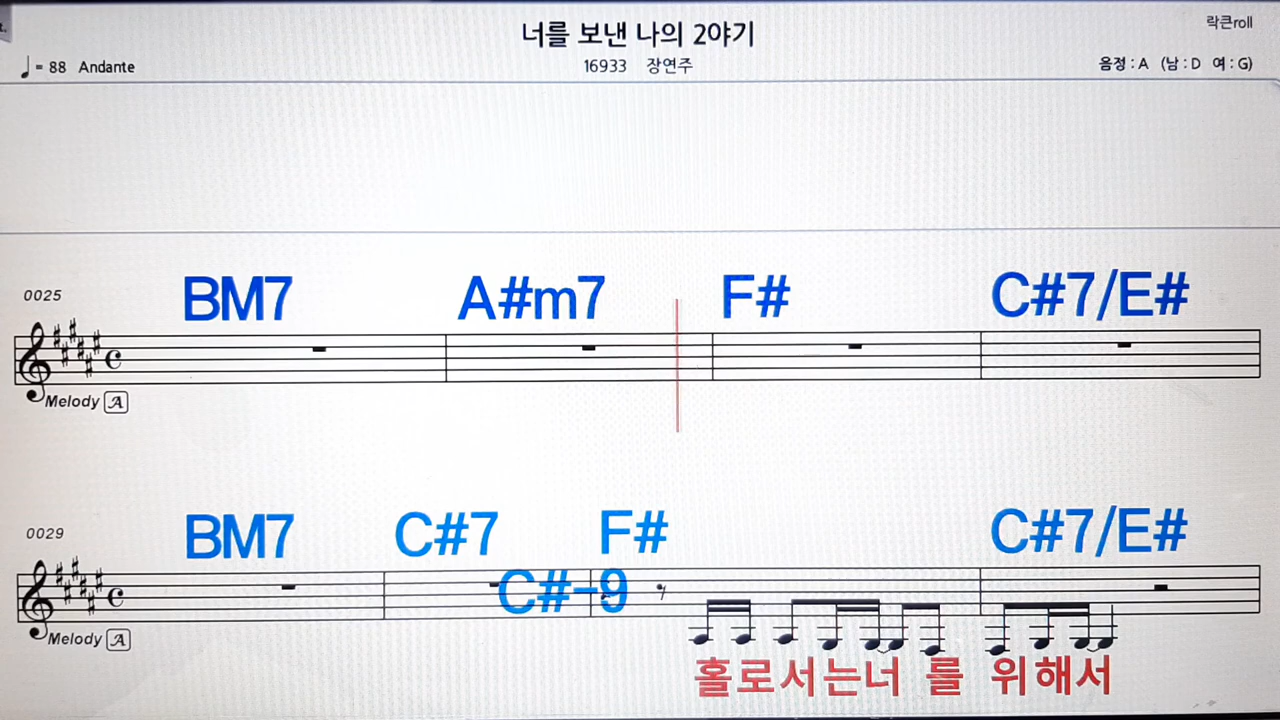 너를 보낸 나의 2야기
락큰roll
♩= 88 Andante
16933 장연주
음정 : A (남 : D 여 : G)
BM7 A#m7 F# C#7/E#
0025
Melody A
BM7 C#7 F# C#7/E#
0029
C#-9
Melody A
홀로서는너 를 위해서